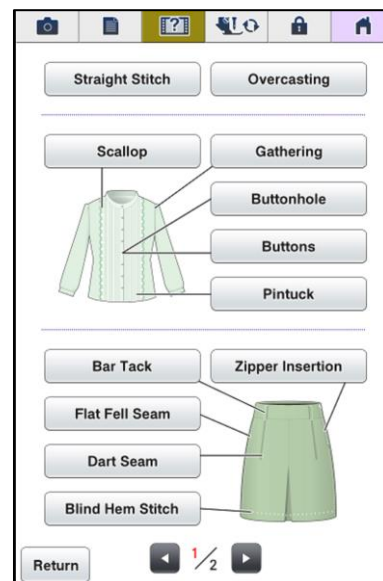 ?
Straight Stitch
Overcasting
Scallop
Gathering
Buttonhole
Buttons
Pintuck
Bar Tack
Zipper Insertion
Flat Fell Seam
Dart Seam
Blind Hem Stitch
Return
1/2